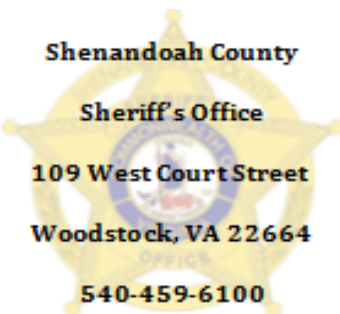 Shenandoah County
Sheriff's Office
109 West Court Street
Woodstock, VA 22664
540-459-6100